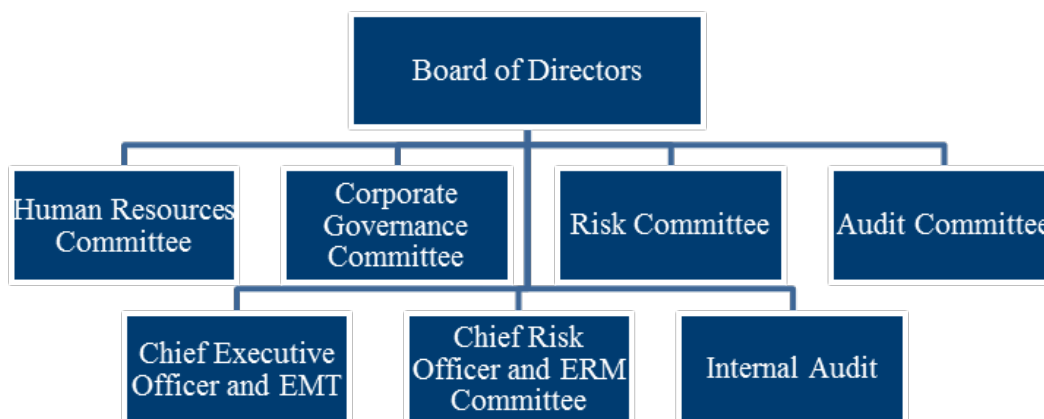 Board of Directors
Human Resources
Committee
Corporate
Governance
Committee
Risk Committee
Audit Committee
Chief Executive
Officer and EMT
Chief Risk
Officer and ERM
Committee
Internal Audit